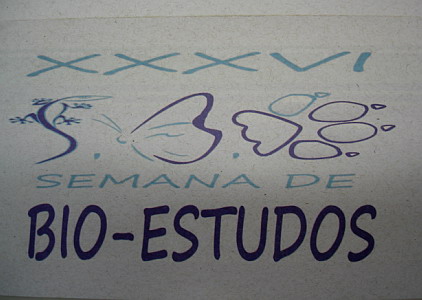 XXXVI
S.B.E
SEMANA DE
BIO-ESTUDOS